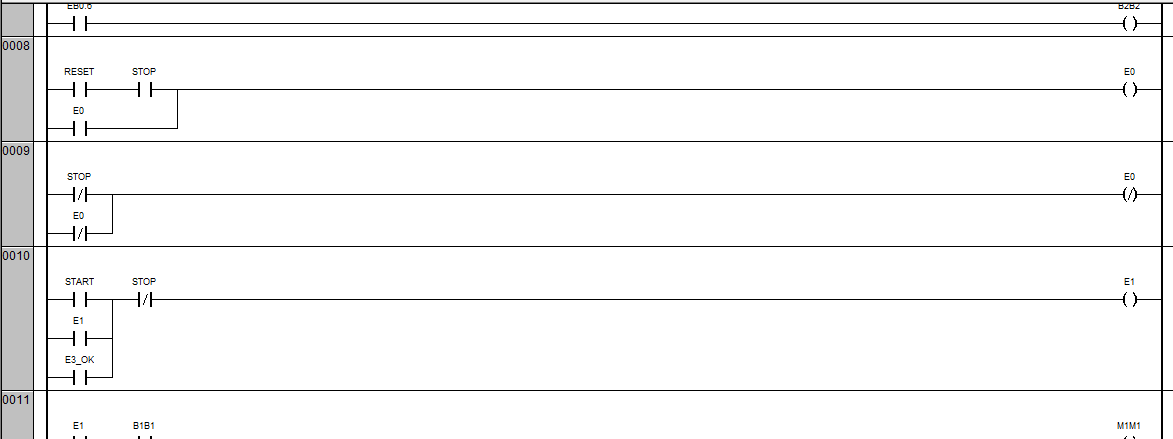 EB0.6 B2B2
0008
RESET STOP E0
E0
0009
STOP E0
E0
0010
START STOP E1
E1
E3_OK
0011
E1 B1B1 M1M1